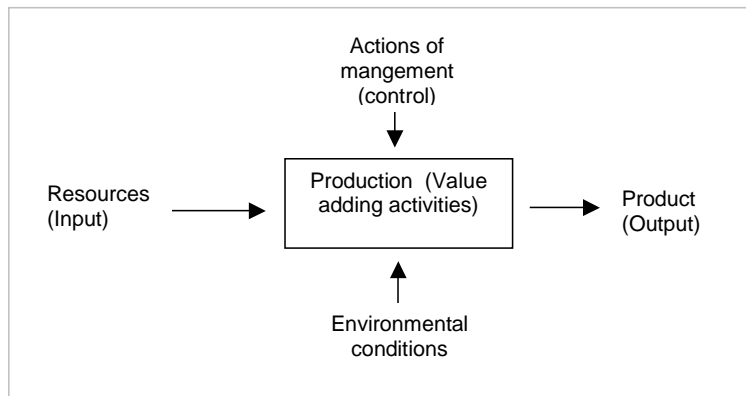 Actions of
mangement
(control)
Resources
(Input)
Production (Value
adding activities)
Product
(Output)
Environmental
conditions